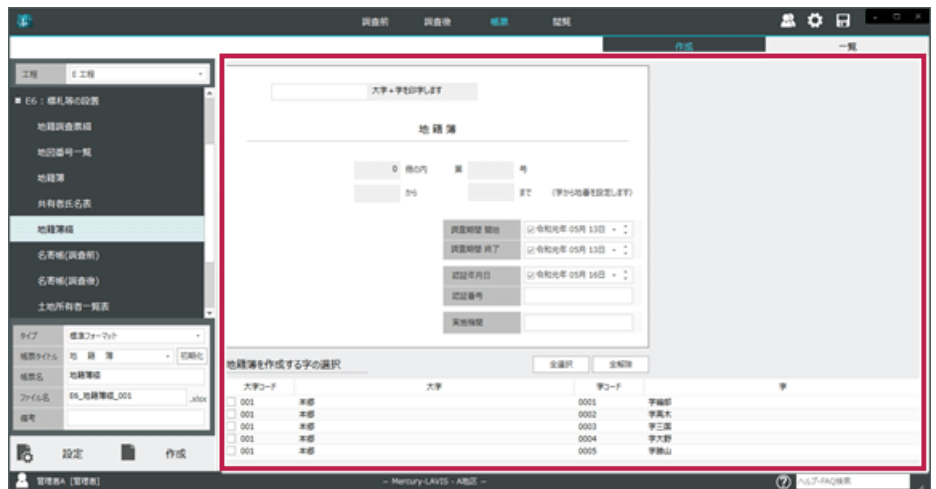 調査前 調査後 帳票 閲覧
作成 一覧
工程 E 工程
■ E6：標札等の設置
地籍調査票綴
地図番号一覧
地籍簿
共有者氏名表
地籍簿綴
名寄帳(調査前)
名寄帳(調査後)
土地所有者一覧表
タイプ 標準フォーマット
帳票タイトル 地 籍 簿 初期化
帳票名 地籍簿綴
ファイル名 E6_地籍簿綴_001 .xlsx
備考
設定 作成
大字+字を印字します
地 籍 簿
0 冊の内 第 号
から まで (字から地番を設定します)
調査期間 開始 令和元年 05月 13日
調査期間 終了 令和元年 05月 13日
認証年月日 令和元年 05月 16日
認証番号
実施機関
地籍簿を作成する字の選択 全選択 全解除
大字コード 大字 字コード 字
001 本郷 0001 字編部
001 本郷 0002 字高木
001 本郷 0003 字三国
001 本郷 0004 字大野
001 本郷 0005 字勝山
管理者A [管理者] － Mercury-LAVIS - A地区 － ヘルプ・FAQ検索